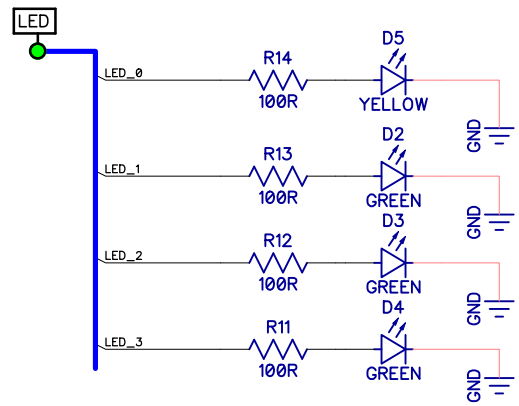 LED
LED_0
R14
100R
D5
YELLOW
GND
LED_1
R13
100R
D2
GREEN
GND
LED_2
R12
100R
D3
GREEN
GND
LED_3
R11
100R
D4
GREEN
GND